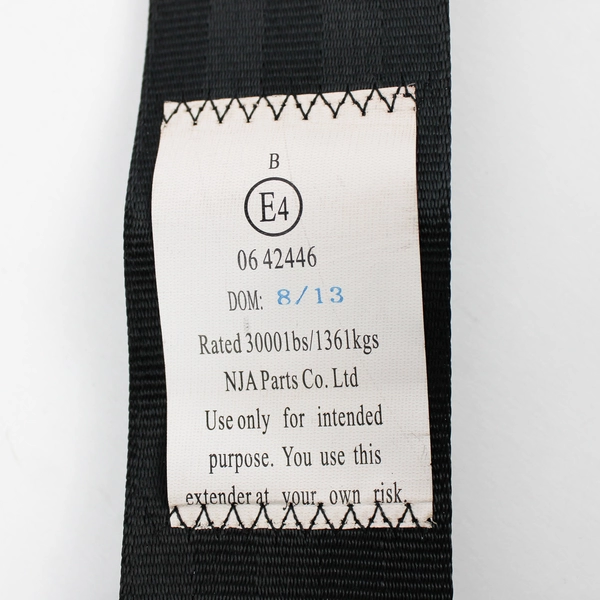 B
E4
06 42446
DOM: 8/13
Rated 3000lbs/1361kgs
NJA Parts Co. Ltd
Use only for intended
purpose. You use this
extender at your own risk.